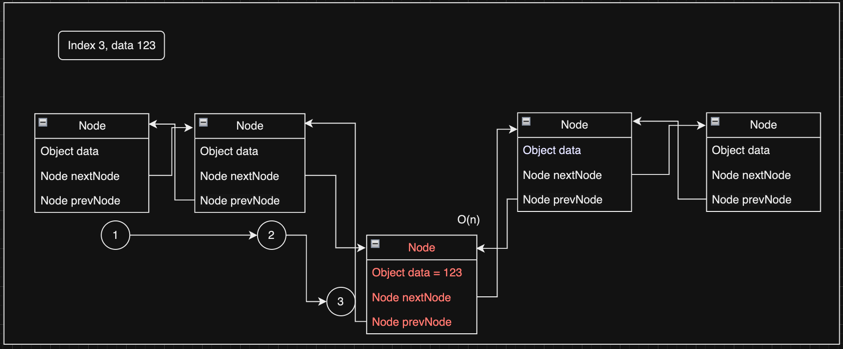 Index 3, data 123
Node
Object data
Node nextNode
Node prevNode
Node
Object data
Node nextNode
Node prevNode
Node
Object data
Node nextNode
Node prevNode
Node
Object data
Node nextNode
Node prevNode
1
2
O(n)
Node
Object data = 123
Node nextNode
Node prevNode
3